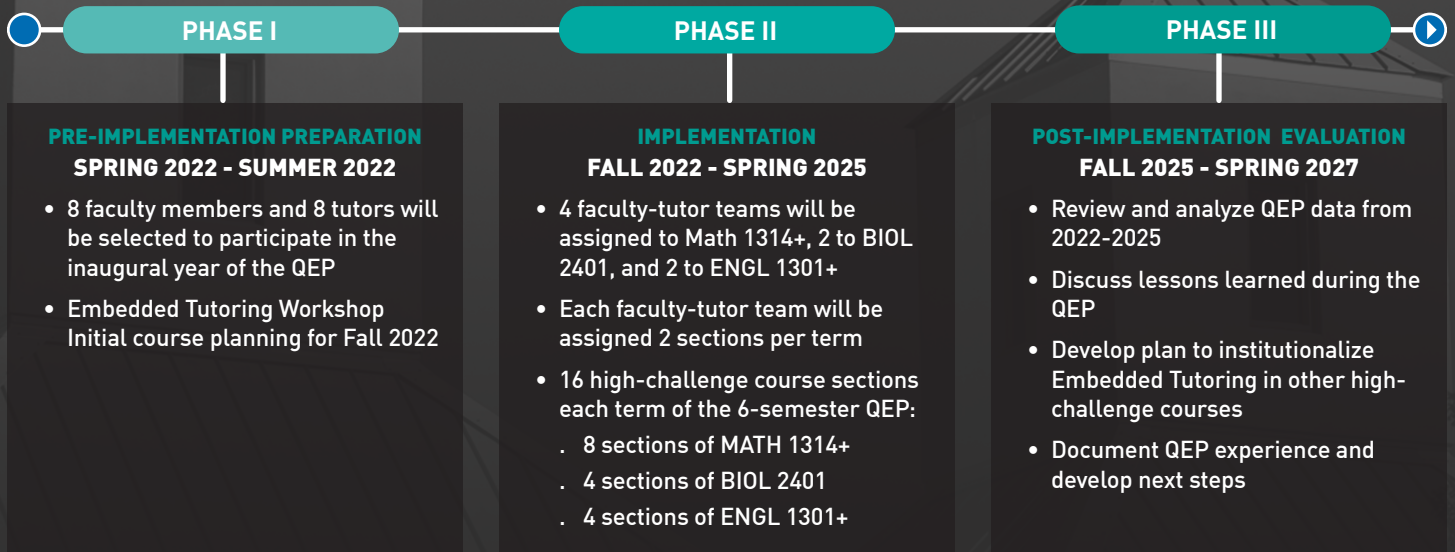 PHASE I
PRE-IMPLEMENTATION PREPARATION
SPRING 2022 - SUMMER 2022
• 8 faculty members and 8 tutors will
be selected to participate in the
inaugural year of the QEP
• Embedded Tutoring Workshop
Initial course planning for Fall 2022
PHASE II
IMPLEMENTATION
FALL 2022 - SPRING 2025
• 4 faculty-tutor teams will be
assigned to Math 1314+, 2 to BIOL
2401, and 2 to ENGL 1301+
• Each faculty-tutor team will be
assigned 2 sections per term
• 16 high-challenge course sections
each term of the 6-semester QEP:
. 8 sections of MATH 1314+
. 4 sections of BIOL 2401
. 4 sections of ENGL 1301+
PHASE III
POST-IMPLEMENTATION EVALUATION
FALL 2025 - SPRING 2027
• Review and analyze QEP data from
2022-2025
• Discuss lessons learned during the
QEP
• Develop plan to institutionalize
Embedded Tutoring in other high-
challenge courses
• Document QEP experience and
develop next steps